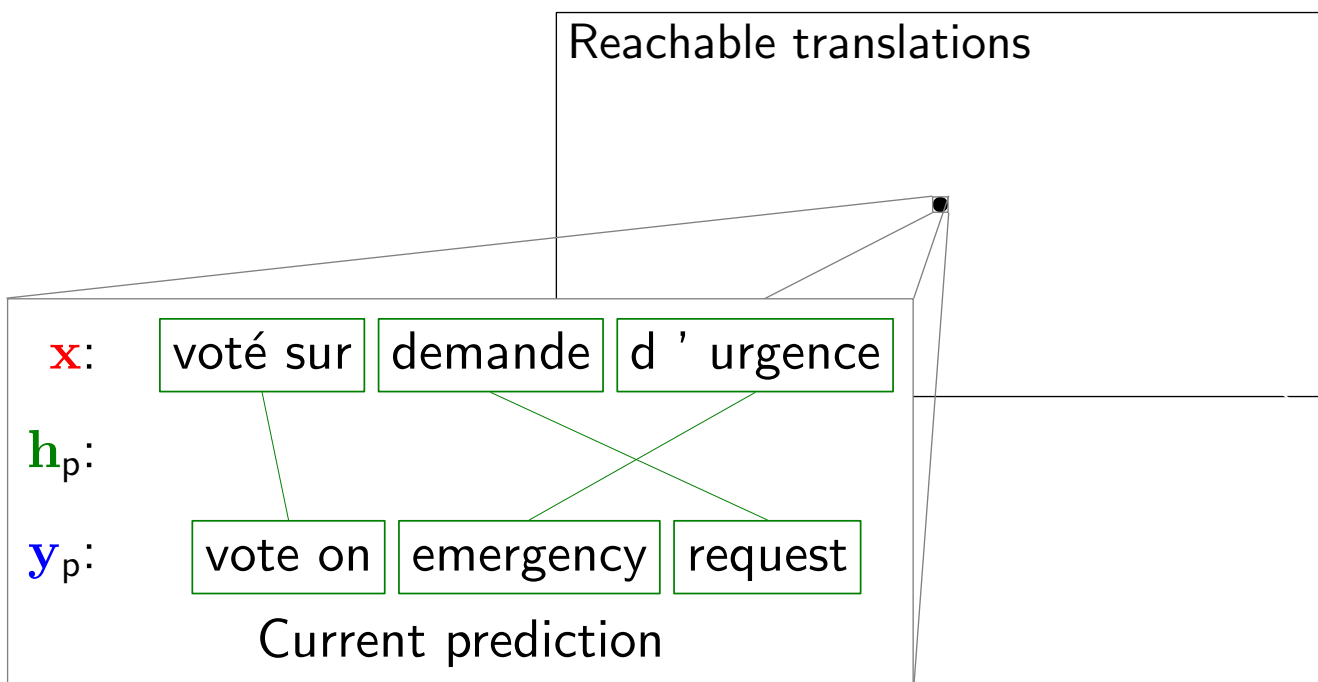 Reachable translations
x: voté sur demande d ’ urgence
hp:
yp: vote on emergency request
Current prediction